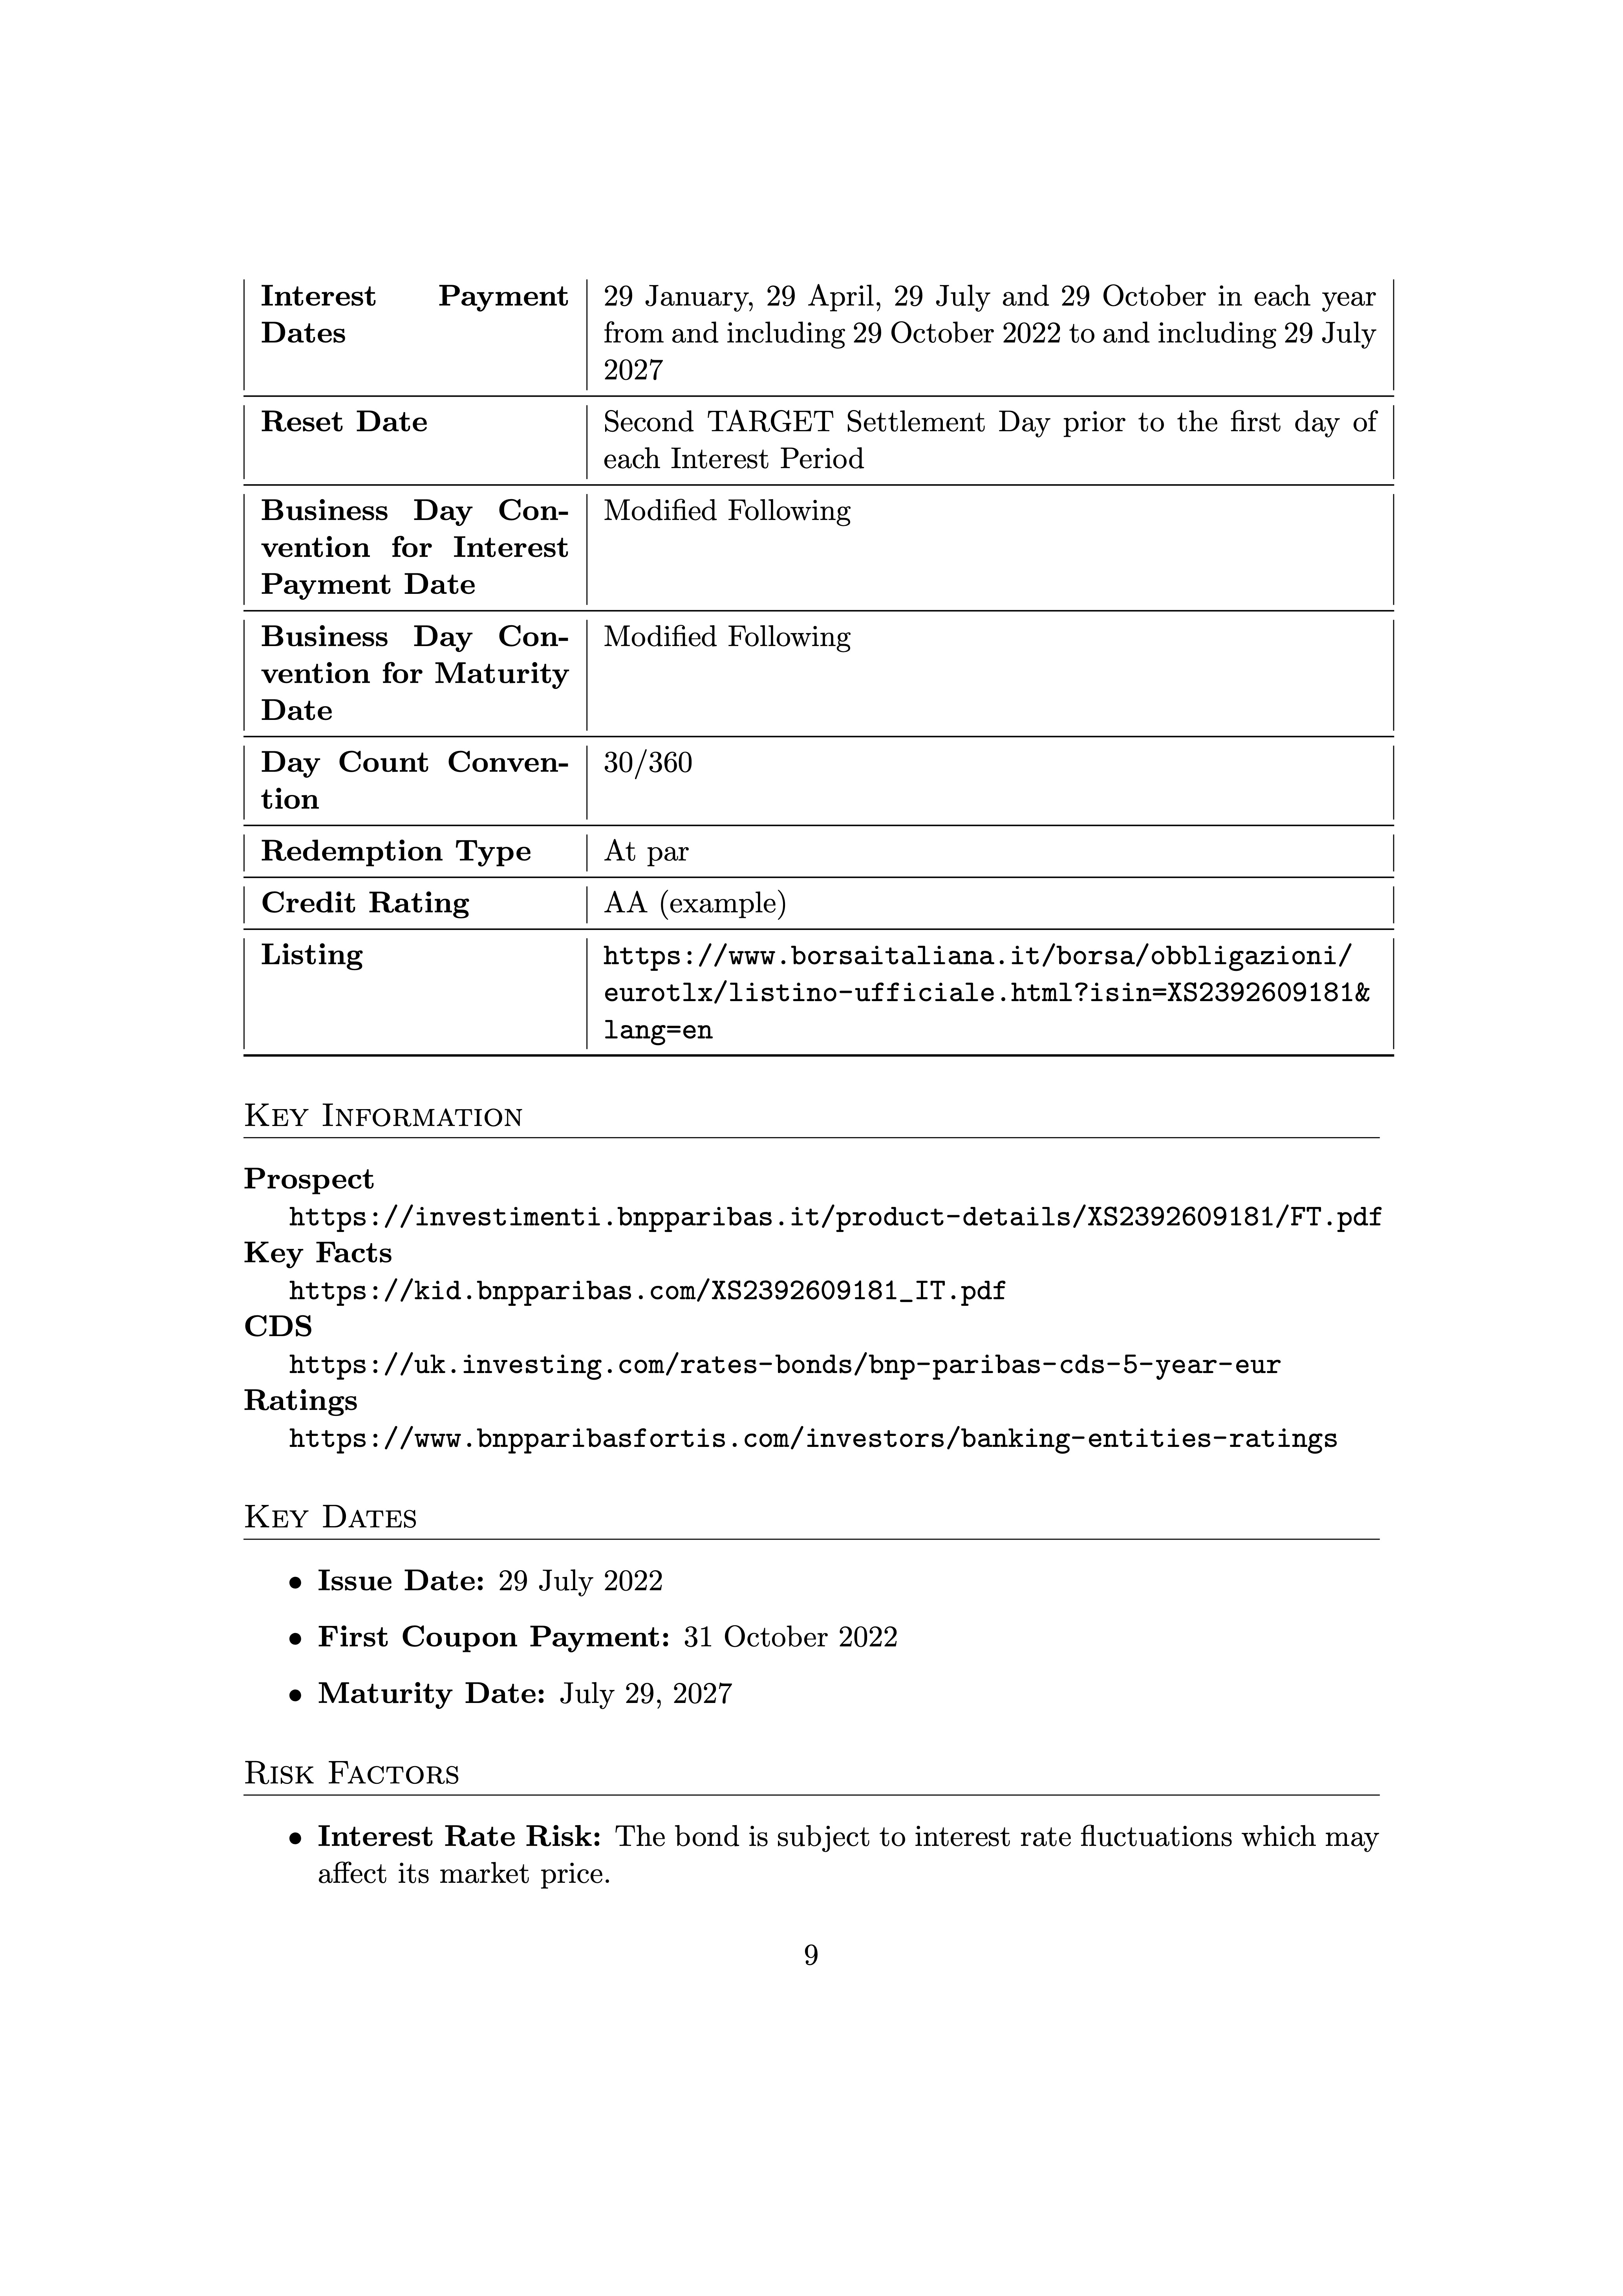 Interest Payment
Dates
29 January, 29 April, 29 July and 29 October in each year
from and including 29 October 2022 to and including 29 July
2027
Reset Date
Second TARGET Settlement Day prior to the first day of
each Interest Period
Business Day Con-
vention for Interest
Payment Date
Modified Following
Business Day Con-
vention for Maturity
Date
Modified Following
Day Count Conven-
tion
30/360
Redemption Type
At par
Credit Rating
AA (example)
Listing
https://www.borsaitaliana.it/borsa/obbligazioni/
eurotlx/listino-ufficiale.html?isin=XS2392609181&
lang=en
Key Information
Prospect
https://investimenti.bnpparibas.it/product-details/XS2392609181/FT.pdf
Key Facts
https://kid.bnpparibas.com/XS2392609181_IT.pdf
CDS
https://uk.investing.com/rates-bonds/bnp-paribas-cds-5-year-eur
Ratings
https://www.bnpparibasfortis.com/investors/banking-entities-ratings
Key Dates
• Issue Date: 29 July 2022
• First Coupon Payment: 31 October 2022
• Maturity Date: July 29, 2027
Risk Factors
• Interest Rate Risk: The bond is subject to interest rate fluctuations which may
affect its market price.
9